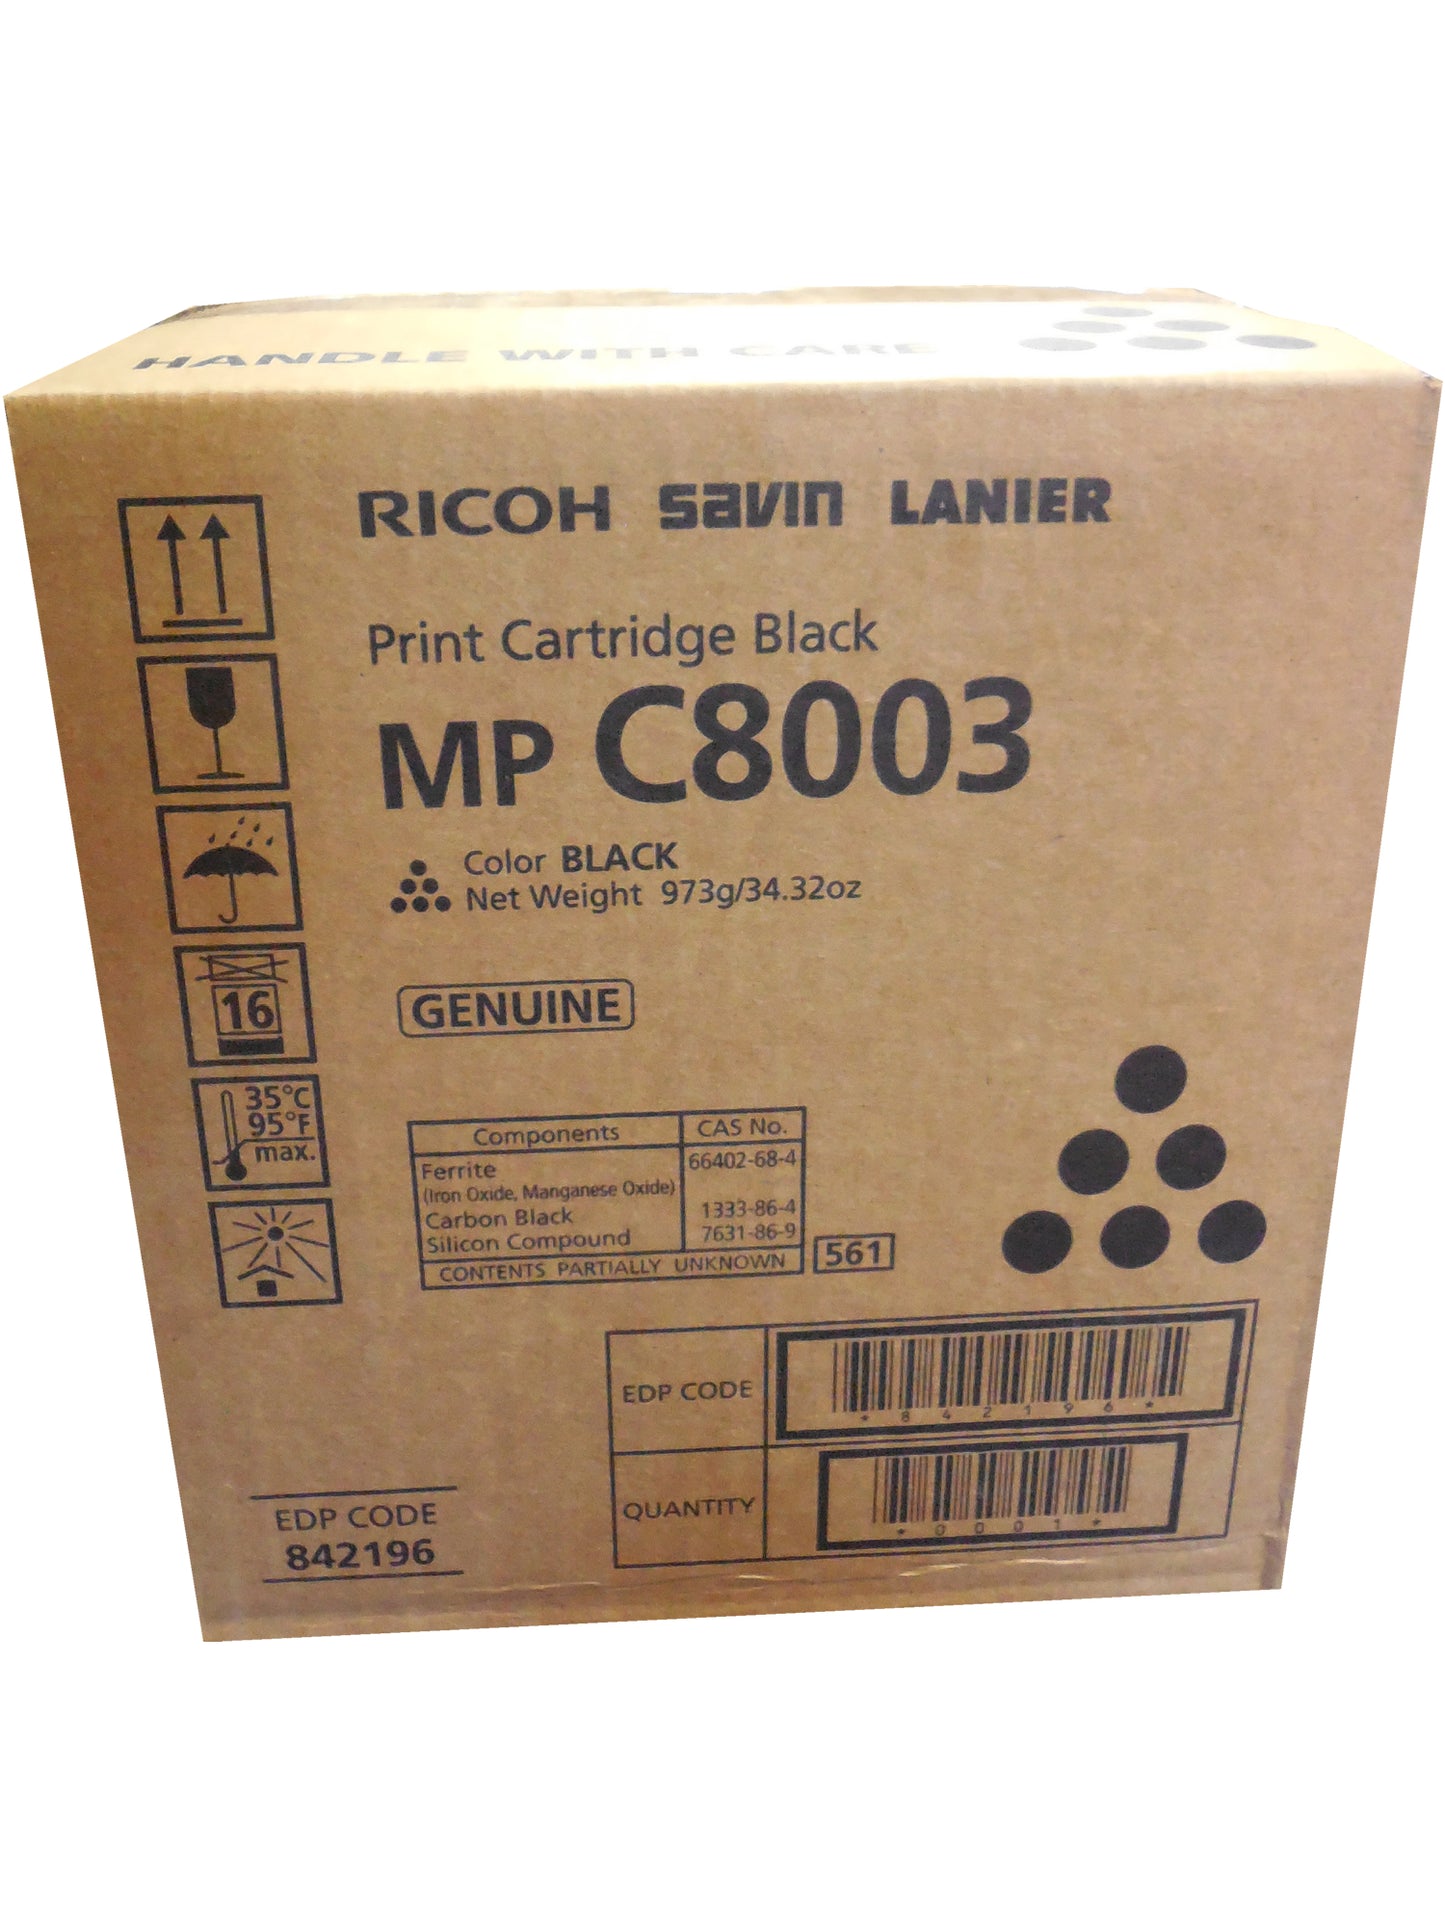 HANDLE WITH CARE
RICOH savin LANIER
Print Cartridge Black
MP C8003
Color BLACK
Net Weight 973g/34.32oz
16
GENUINE
35°C
95°F
max.
Components CAS No.
Ferrite 66402-68-4
(Iron Oxide, Manganese Oxide)
Carbon Black 1333-86-4
Silicon Compound 7631-86-9
CONTENTS PARTIALLY UNKNOWN
561
EDP CODE
*842196*
QUANTITY
*0001*
EDP CODE
842196